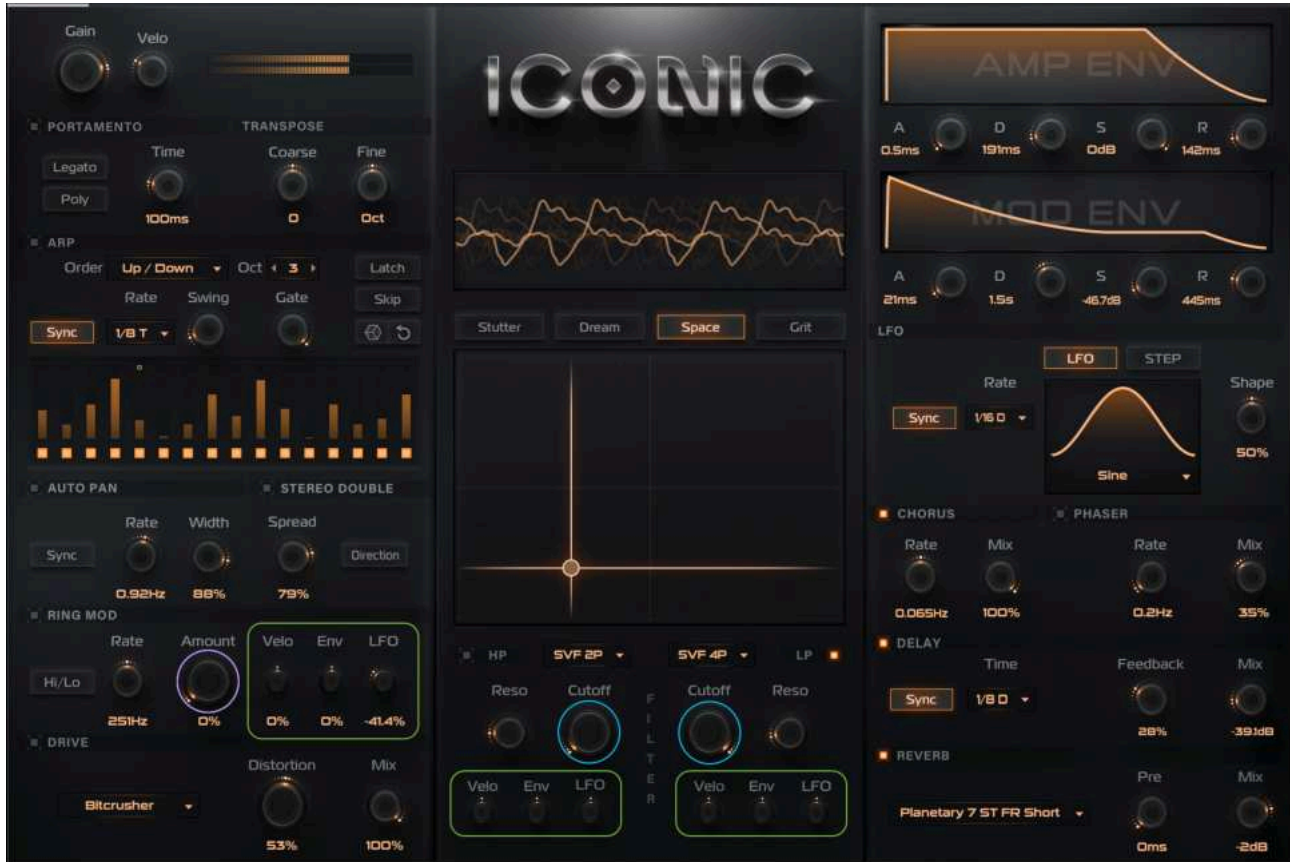 Gain
Velo
PORTAMENTO
TRANSPOSE
Legato
Poly
Time
100ms
Coarse
0
Fine
0ct
ARP
Order Up / Down Oct 3 Latch
Rate Swing Gate Skip
Sync 1/8 T
AUTO PAN
STEREO DOUBLE
Rate Width Spread
Sync Direction
0.92Hz 88% 79%
RING MOD
Rate Amount Velo Env LFO
Hi/Lo
251Hz 0% 0% 0% -41.4%
DRIVE
Distortion Mix
Bitcrusher
53% 100%
ICONIC
Stutter Dream Space Grit
HP SVF 2P SVF 4P LP
Reso Cutoff Cutoff Reso
FILTER
Velo Env LFO Velo Env LFO
AMP ENV
A D S R
0.5ms 191ms 0dB 142ms
MOD ENV
A D S R
21ms 1.5s -46.7dB 445ms
LFO
LFO STEP
Rate Shape
Sync 1/16 D
50%
Sine
CHORUS PHASER
Rate Mix Rate Mix
0.065Hz 100% 0.2Hz 35%
DELAY
Time Feedback Mix
Sync 1/8 D
28% -39.1dB
REVERB
Pre Mix
Planetary 7 ST FR Short
0ms -2dB